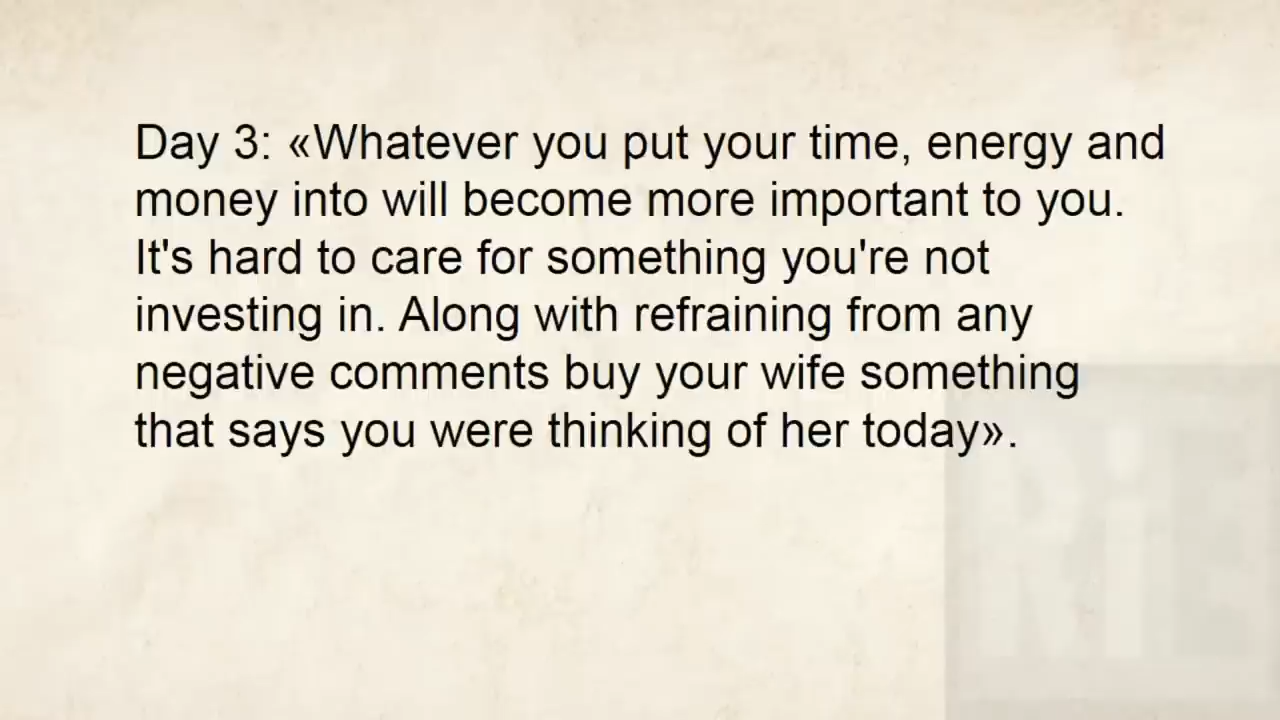 Day 3: «Whatever you put your time, energy and
money into will become more important to you.
It's hard to care for something you're not
investing in. Along with refraining from any
negative comments buy your wife something
that says you were thinking of her today».